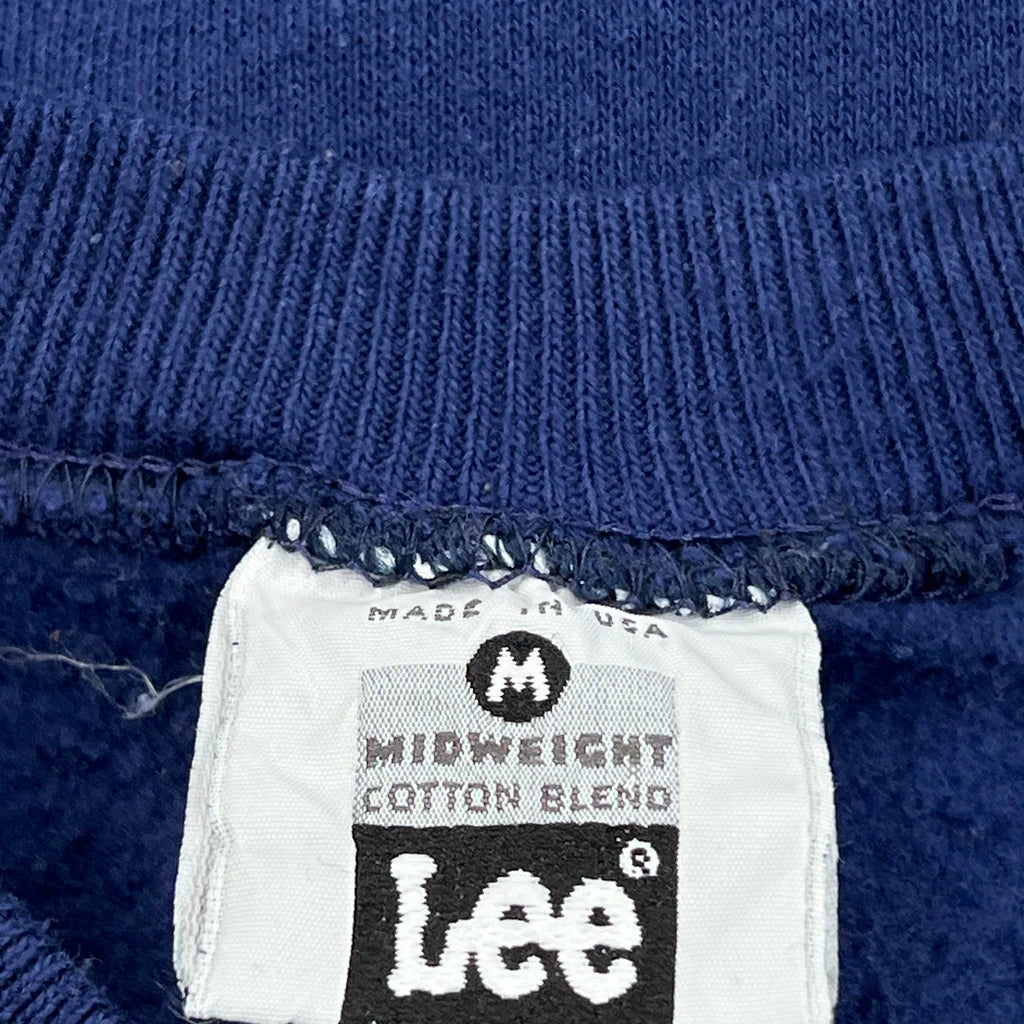 MADE IN USA
M
MIDWEIGHT
COTTON BLEND
Lee®